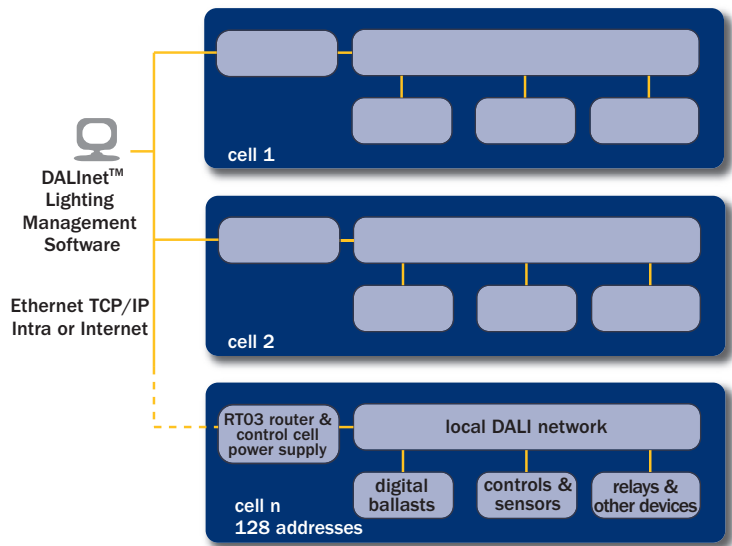 cell 1
DALInet™
Lighting
Management
Software
Ethernet TCP/IP
Intra or Internet
cell 2
RT03 router &
control cell
power supply
local DALI network
digital
ballasts
controls &
sensors
relays &
other devices
cell n
128 addresses